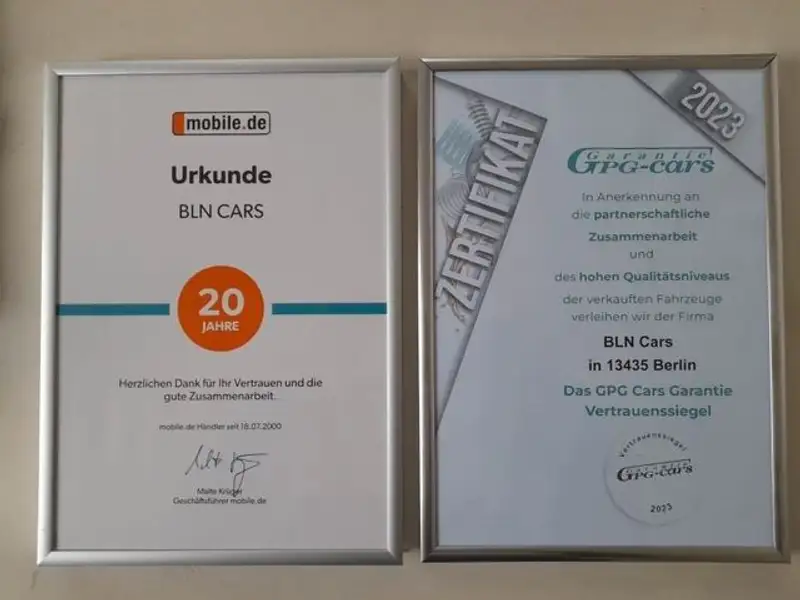 mobile.de
Urkunde
BLN CARS
20
JAHRE
Herzlichen Dank für Ihr Vertrauen und die
gute Zusammenarbeit.
mobile.de Händler seit 18.07.2000
Malte Krüger
Geschäftsführer mobile.de
ZERTIFIKAT
2023
Garantie
GPG-cars
In Anerkennung an
die partnerschaftliche
Zusammenarbeit
und
des hohen Qualitätsniveaus
der verkauften Fahrzeuge
verleihen wir der Firma
BLN Cars
in 13435 Berlin
Das GPG Cars Garantie
Vertrauenssiegel
Vertrauenssiegel
Garantie
GPG-cars
2023